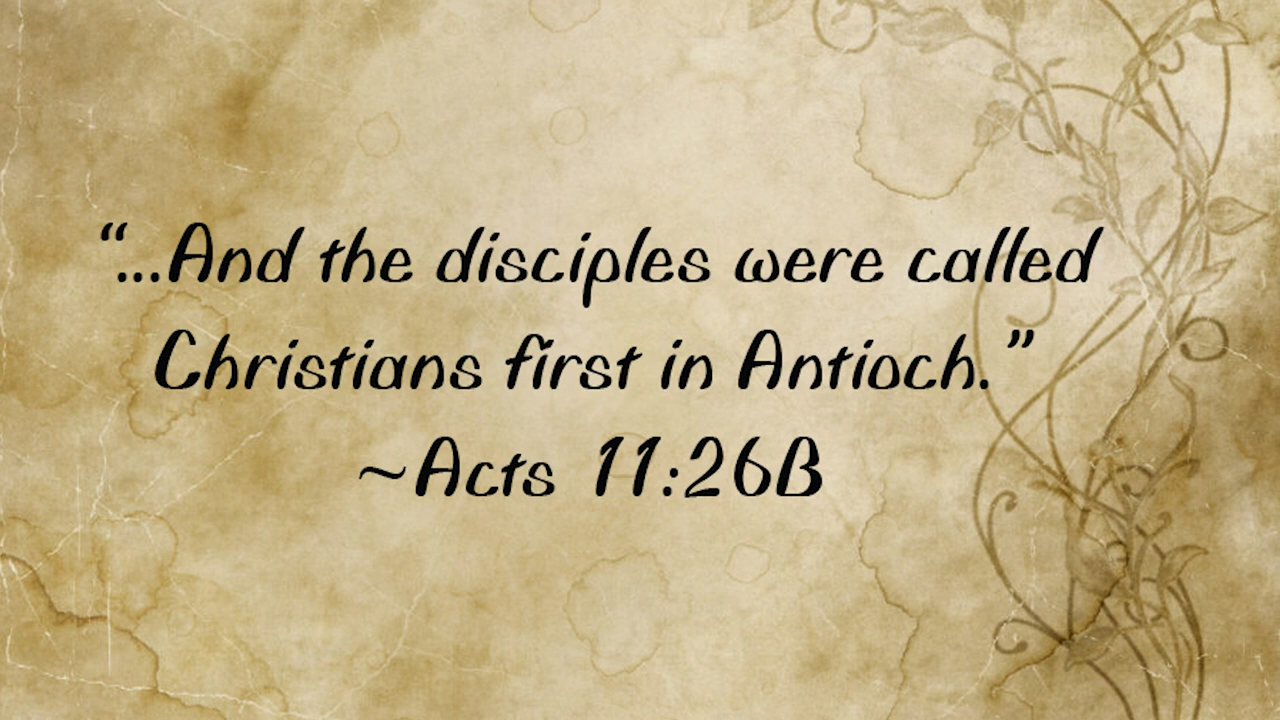 “...And the disciples were called
Christians first in Antioch.”
~Acts 11:26B